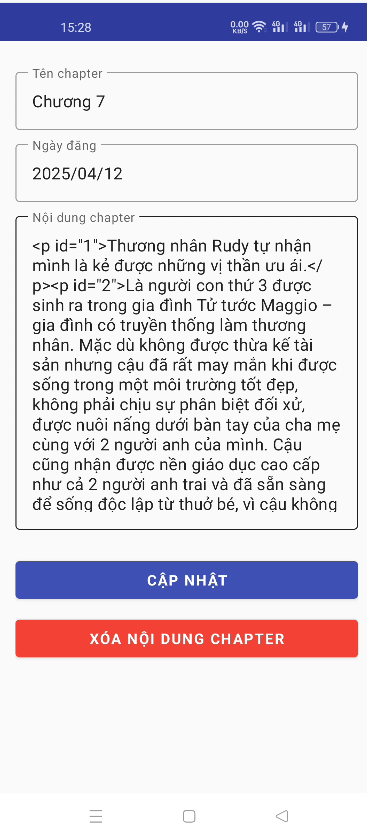 15:28
0.00 KB/S 4G 4G 57
Tên chapter
Chương 7
Ngày đăng
2025/04/12
Nội dung chapter
<p id="1">Thương nhân Rudy tự nhận
mình là kẻ được những vị thần ưu ái.</
p><p id="2">Là người con thứ 3 được
sinh ra trong gia đình Tử tước Maggio –
gia đình có truyền thống làm thương
nhân. Mặc dù không được thừa kế tài
sản nhưng cậu đã rất may mắn khi được
sống trong một môi trường tốt đẹp,
không phải chịu sự phân biệt đối xử,
được nuôi nấng dưới bàn tay của cha mẹ
cùng với 2 người anh của mình. Cậu
cũng nhận được nền giáo dục cao cấp
như cả 2 người anh trai và đã sẵn sàng
để sống độc lập từ thuở bé, vì cậu không
CẬP NHẬT
XÓA NỘI DUNG CHAPTER